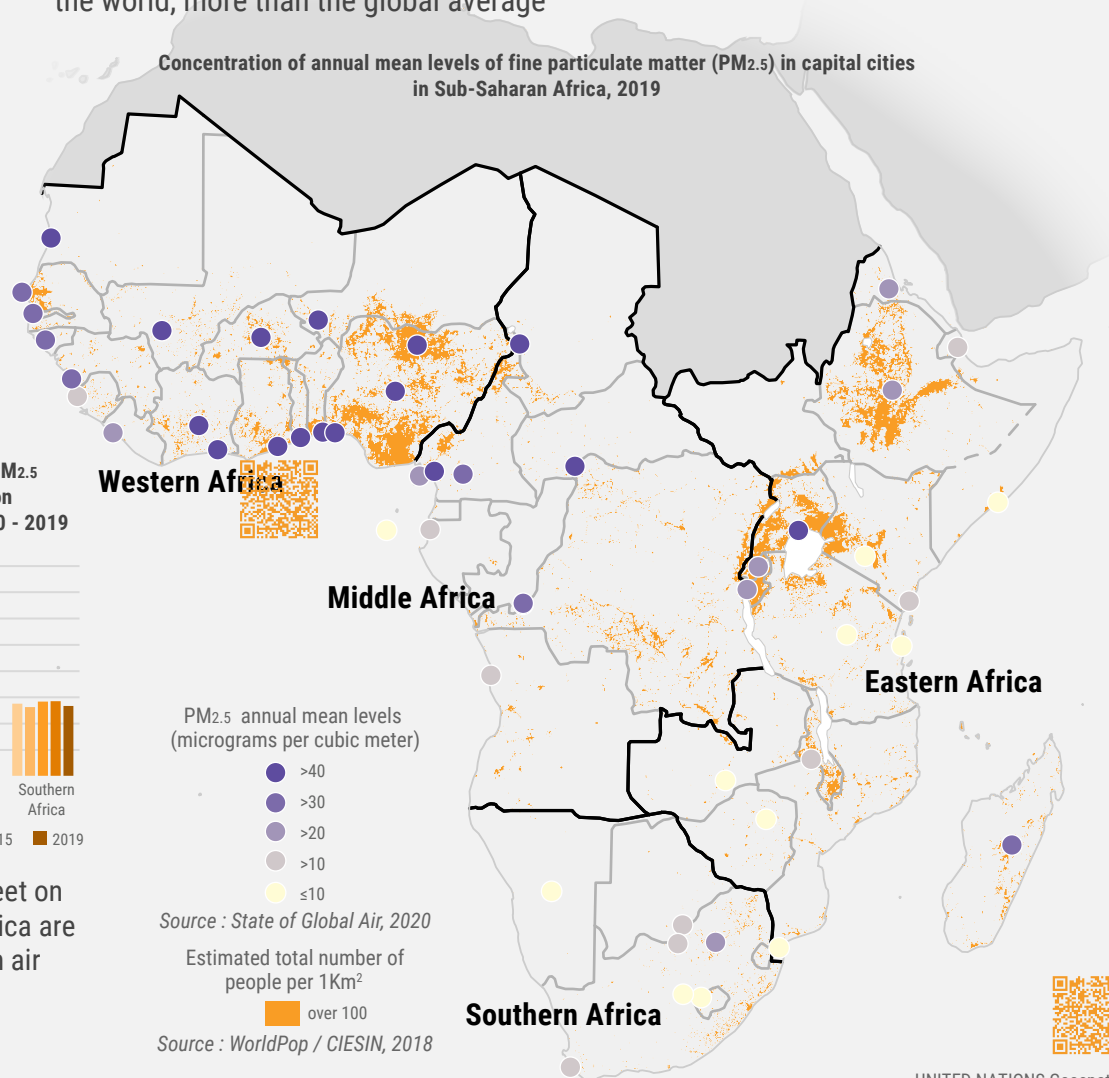 the world, more than the global average
Concentration of annual mean levels of fine particulate matter (PM2.5) in capital cities
in Sub-Saharan Africa, 2019
Western Africa
Middle Africa
Eastern Africa
Southern Africa
M2.5
on
0 - 2019
Southern
Africa
15
2019
eet on
ica are
n air
PM2.5 annual mean levels
(micrograms per cubic meter)
>40
>30
>20
>10
≤10
Source : State of Global Air, 2020
Estimated total number of
people per 1Km²
over 100
Source : WorldPop / CIESIN, 2018